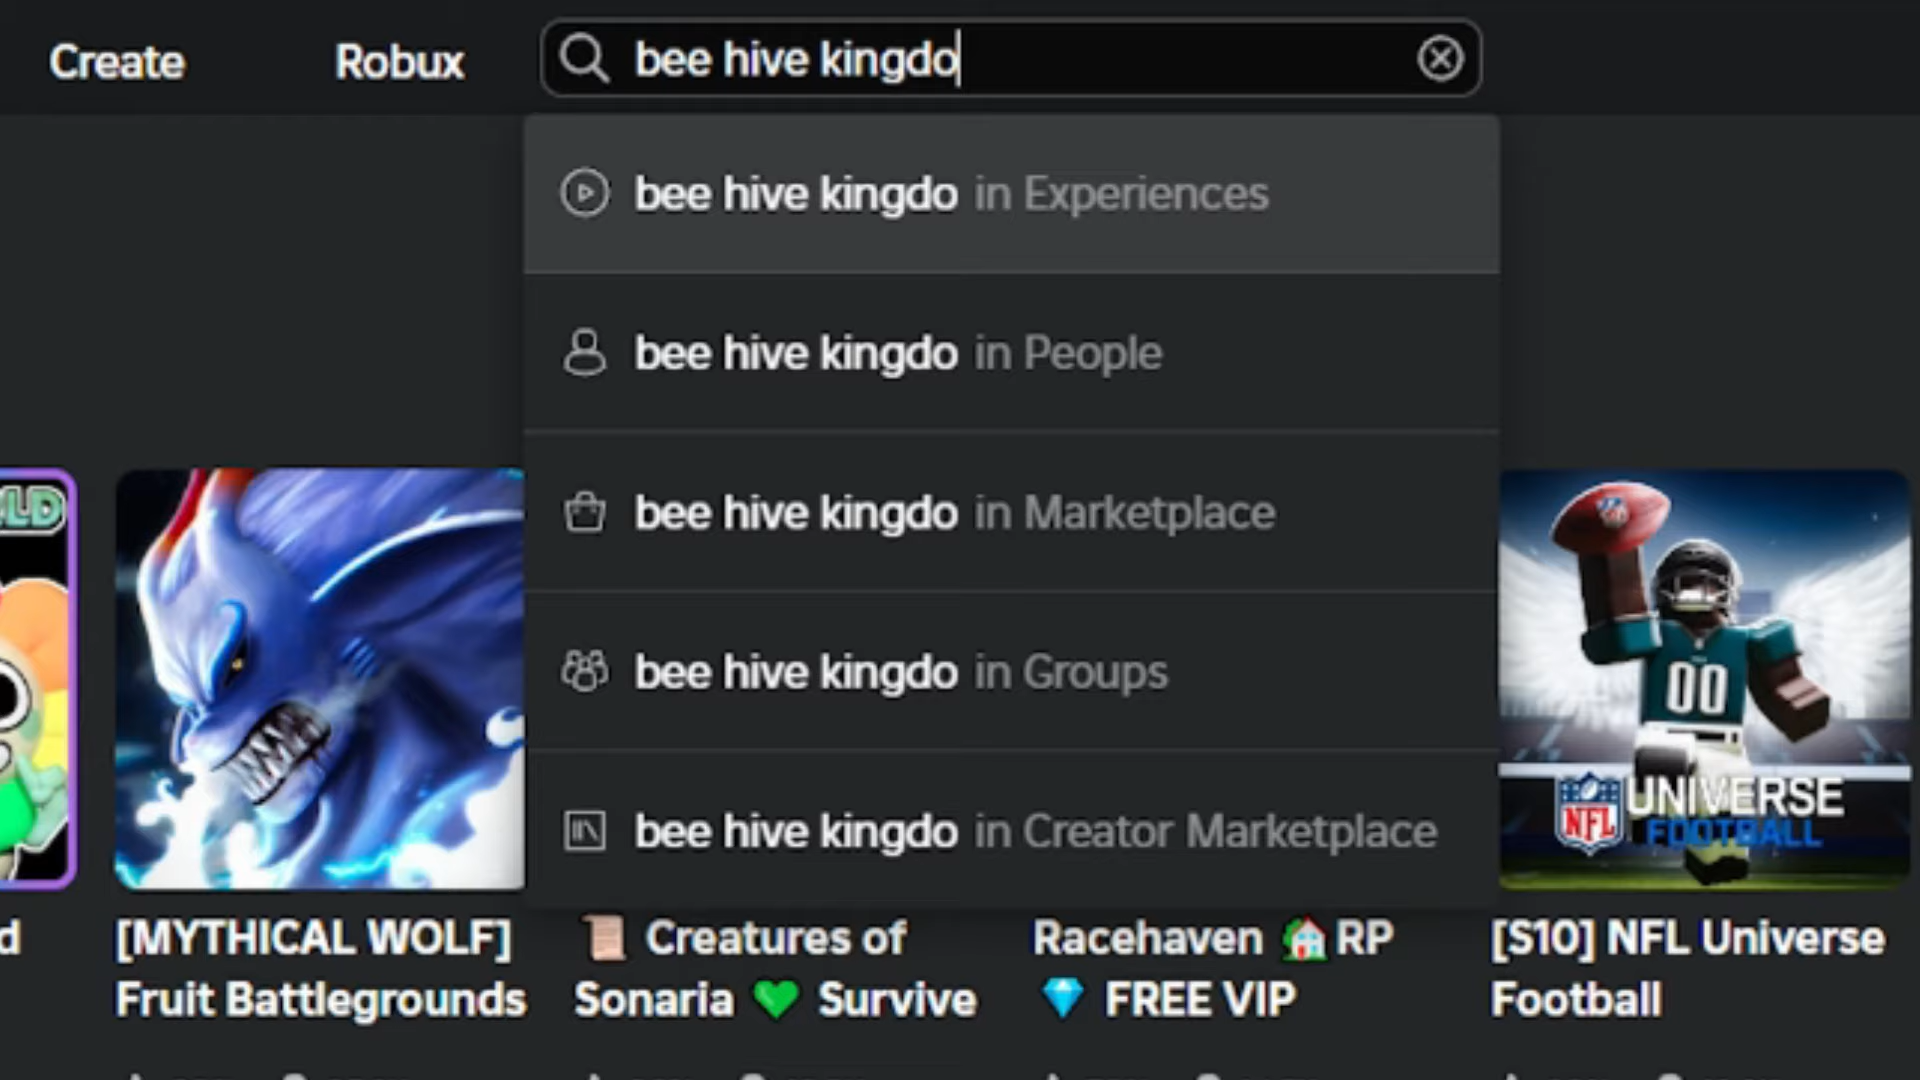 Create
Robux
bee hive kingdo
bee hive kingdo in Experiences
bee hive kingdo in People
bee hive kingdo in Marketplace
bee hive kingdo in Groups
bee hive kingdo in Creator Marketplace
LD
00
NFL
UNIVERSE
FOOTBALL
d
[MYTHICAL WOLF]
Fruit Battlegrounds
📜 Creatures of
Sonaria 💚 Survive
Racehaven 🏡 RP
💎 FREE VIP
[S10] NFL Universe
Football